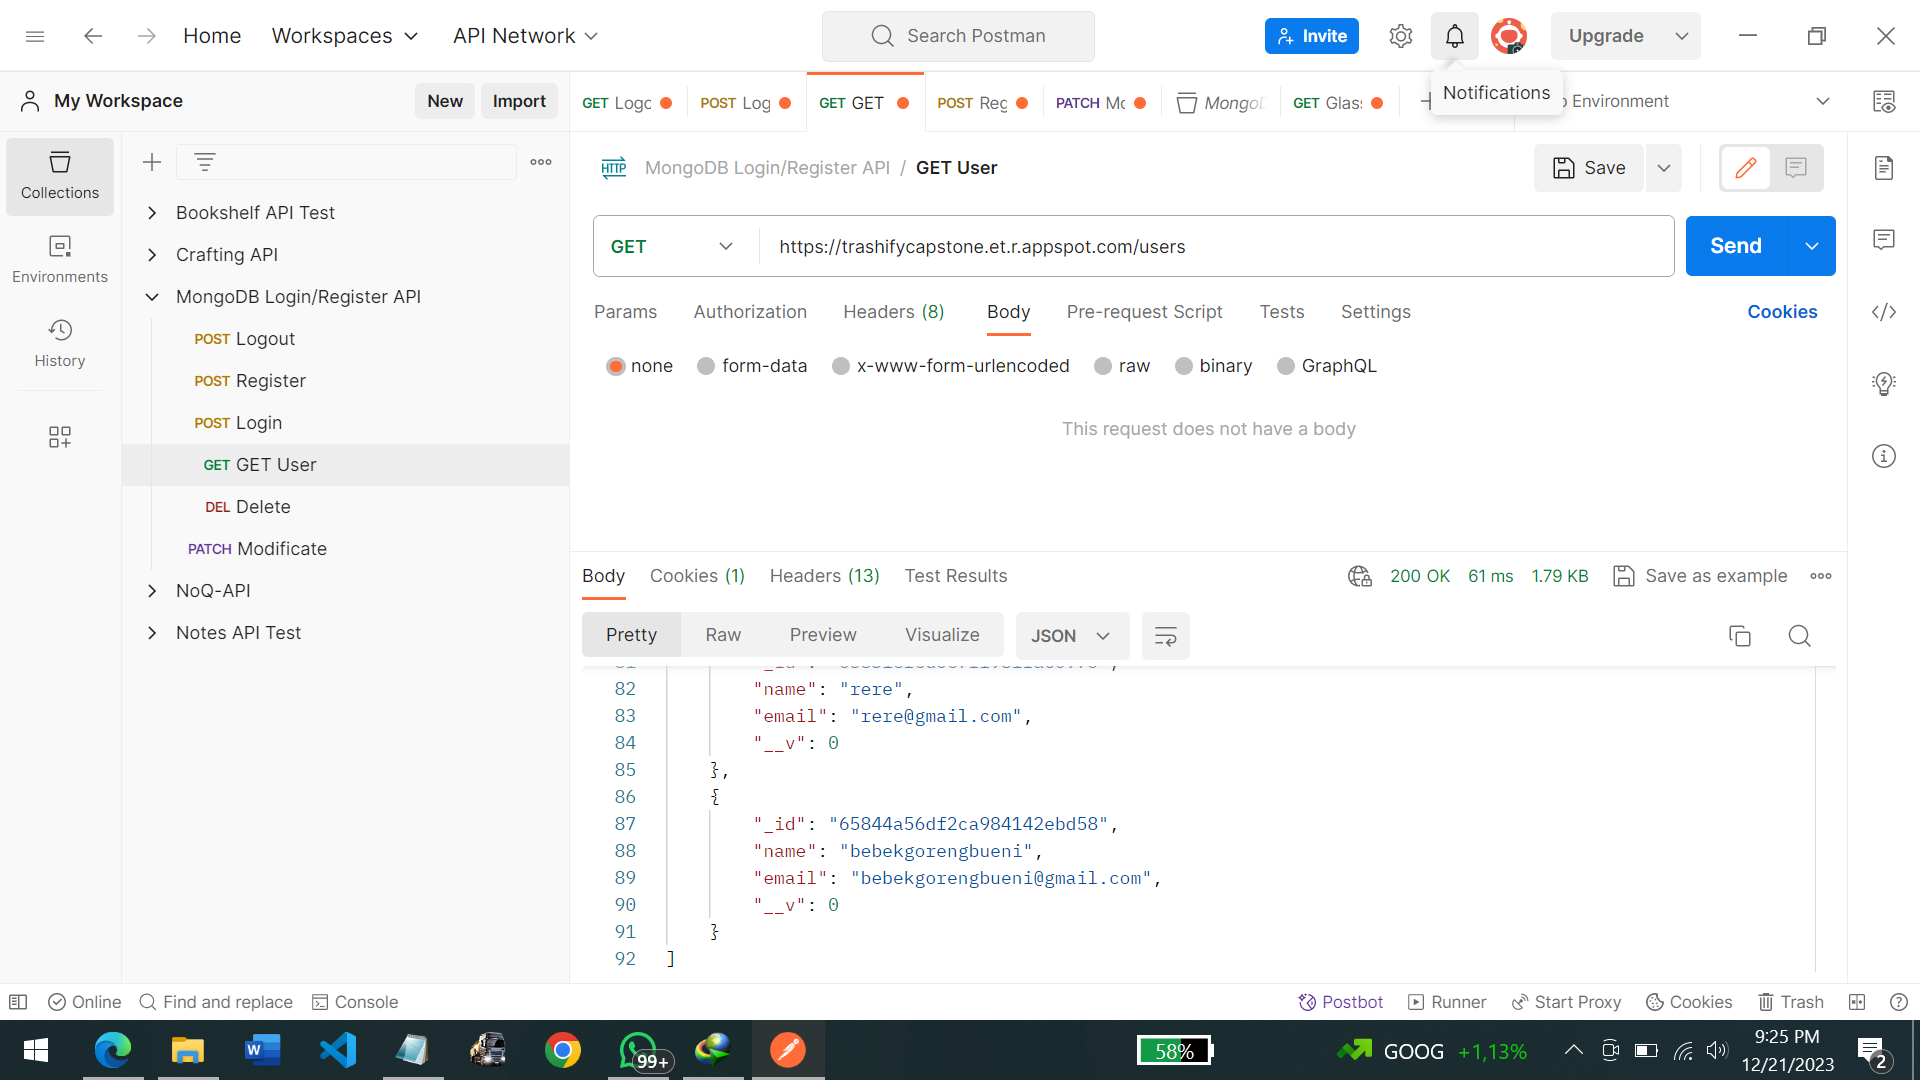 Home
Workspaces
API Network
Search Postman
Invite
Upgrade
My Workspace
New
Import
GET Logo
POST Log
GET GET
POST Reg
PATCH Mo
MongoD
GET Glas
Environment
Notifications
Collections
Environments
History
Bookshelf API Test
Crafting API
MongoDB Login/Register API
POST Logout
POST Register
POST Login
GET GET User
DEL Delete
PATCH Modificate
NoQ-API
Notes API Test
HTTP MongoDB Login/Register API / GET User
Save
GET
https://trashifycapstone.et.r.appspot.com/users
Send
Params
Authorization
Headers (8)
Body
Pre-request Script
Tests
Settings
Cookies
none
form-data
x-www-form-urlencoded
raw
binary
GraphQL
This request does not have a body
Body
Cookies (1)
Headers (13)
Test Results
200 OK
61 ms
1.79 KB
Save as example
Pretty
Raw
Preview
Visualize
JSON
82 "name": "rere",
83 "email": "rere@gmail.com",
84 "__v": 0
85 },
86 {
87 "_id": "65844a56df2ca984142ebd58",
88 "name": "bebekgorengbueni",
89 "email": "bebekgorengbueni@gmail.com",
90 "__v": 0
91 }
92 ]
Online
Find and replace
Console
Postbot
Runner
Start Proxy
Cookies
Trash
99+
58%
GOOG +1,13%
9:25 PM
12/21/2023
2